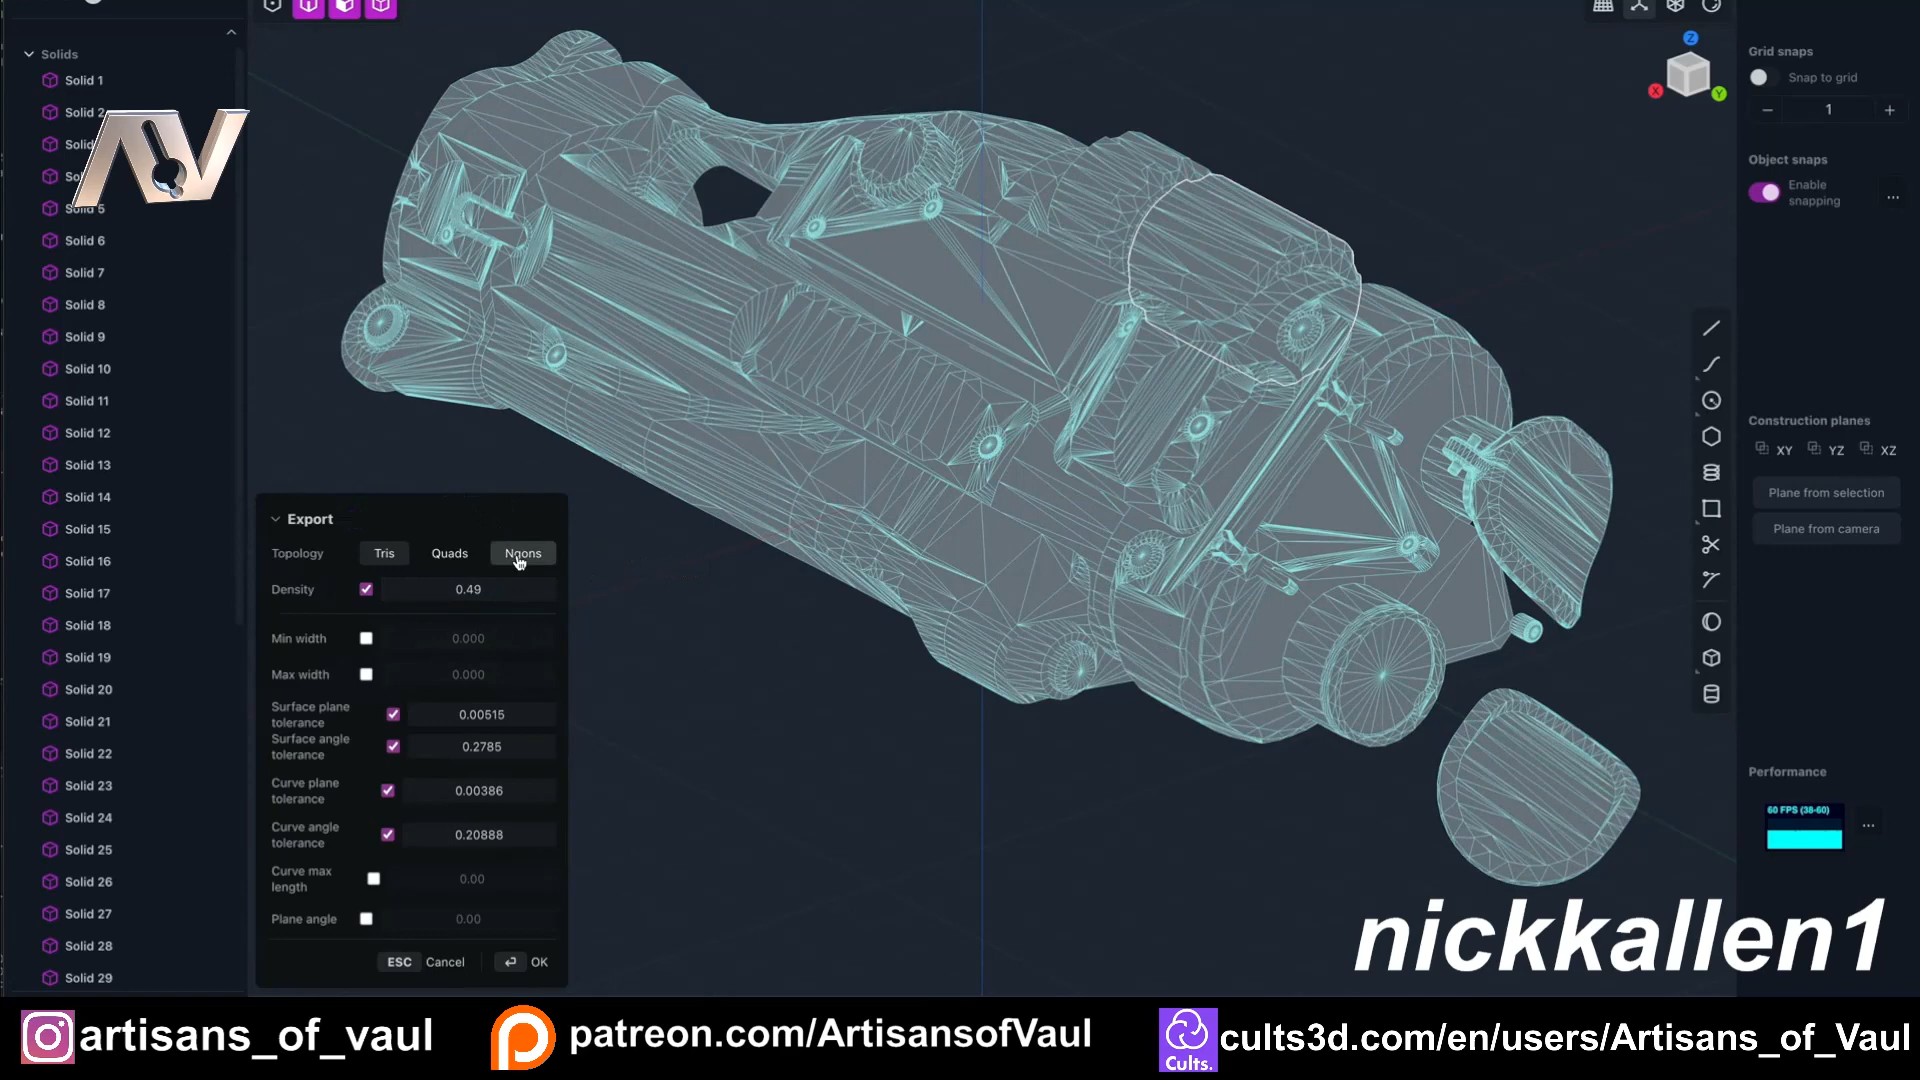 Solids
Solid 1
Solid 2
Solid 5
Solid 6
Solid 7
Solid 8
Solid 9
Solid 10
Solid 11
Solid 12
Solid 13
Solid 14
Solid 15
Solid 16
Solid 17
Solid 18
Solid 19
Solid 20
Solid 21
Solid 22
Solid 23
Solid 24
Solid 25
Solid 26
Solid 27
Solid 28
Solid 29
AV
Export
Topology Tris Quads Ngons
Density 0.49
Min width 0.000
Max width 0.000
Surface plane
tolerance 0.00515
Surface angle
tolerance 0.2785
Curve plane
tolerance 0.00386
Curve angle
tolerance 0.20888
Curve max
length 0.00
Plane angle 0.00
ESC Cancel OK
Z
X Y
Grid snaps
Snap to grid
− 1 +
Object snaps
Enable
snapping
...
Construction planes
XY YZ XZ
Plane from selection
Plane from camera
Performance
60 FPS (38-60)
...
nickkallen1
artisans_of_vaul
patreon.com/ArtisansofVaul
Cults.
cults3d.com/en/users/Artisans_of_Vaul